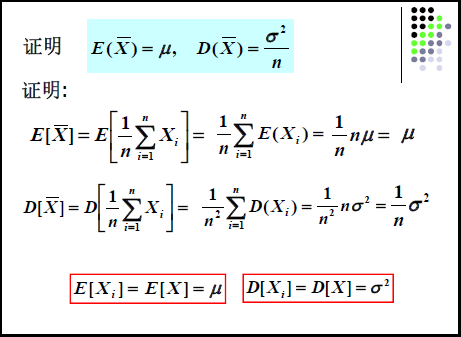 证明 E(X̅) = μ, D(X̅) = σ²/n
证明:
E[X̅] = E[1/n ∑_{i=1}^{n} X_i] = 1/n ∑_{i=1}^{n} E(X_i) = 1/n nμ = μ
D[X̅] = D[1/n ∑_{i=1}^{n} X_i] = 1/n² ∑_{i=1}^{n} D(X_i) = 1/n² nσ² = 1/n σ²
E[X_i] = E[X] = μ D[X_i] = D[X] = σ²